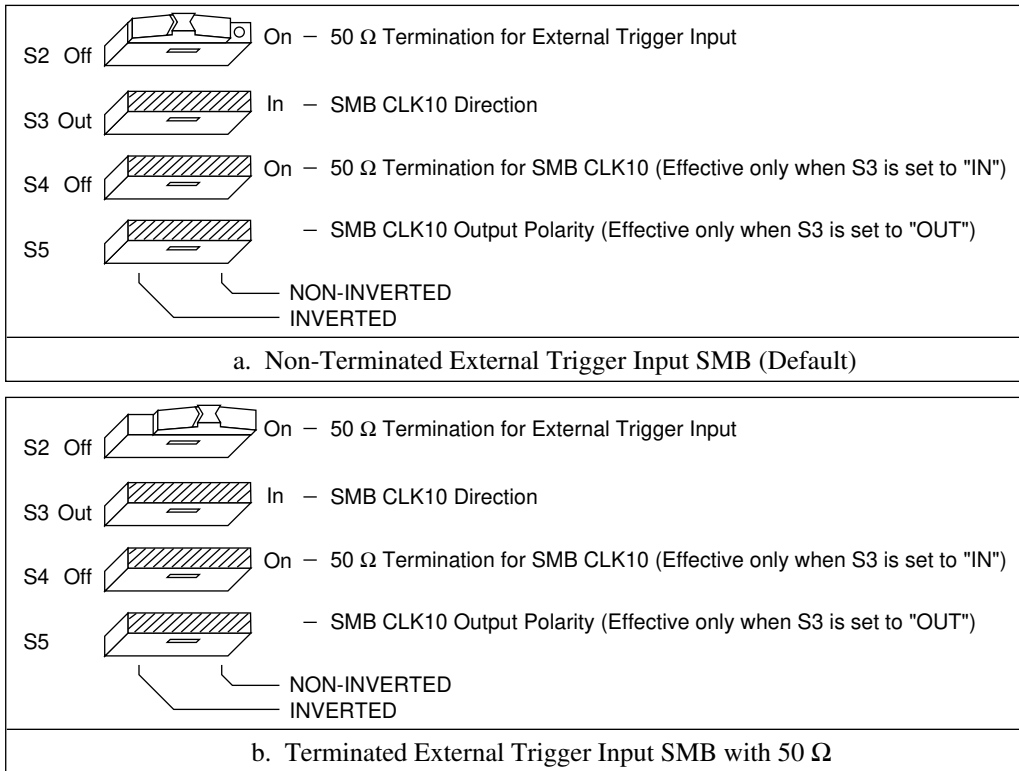 S2 Off On – 50 Ω Termination for External Trigger Input
S3 Out In – SMB CLK10 Direction
S4 Off On – 50 Ω Termination for SMB CLK10 (Effective only when S3 is set to "IN")
S5 – SMB CLK10 Output Polarity (Effective only when S3 is set to "OUT")
NON-INVERTED
INVERTED
a. Non-Terminated External Trigger Input SMB (Default)
S2 Off On – 50 Ω Termination for External Trigger Input
S3 Out In – SMB CLK10 Direction
S4 Off On – 50 Ω Termination for SMB CLK10 (Effective only when S3 is set to "IN")
S5 – SMB CLK10 Output Polarity (Effective only when S3 is set to "OUT")
NON-INVERTED
INVERTED
b. Terminated External Trigger Input SMB with 50 Ω